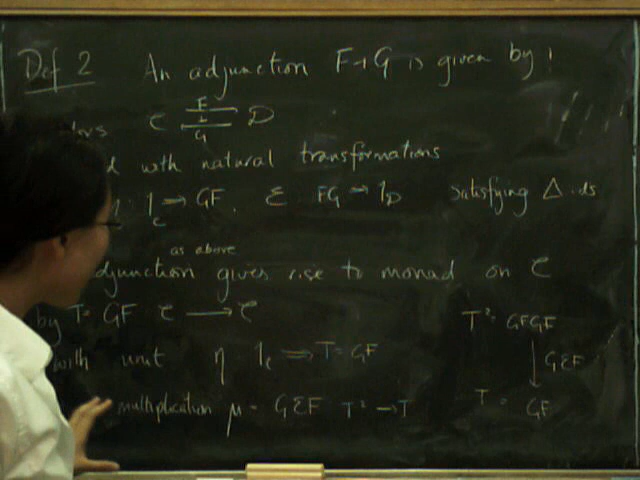 Def 2 An adjunction F ⊣ G is given by:
C F ⊥ G D
with natural transformations
1_C → GF, ε FG → 1_D satisfying Δ ids
as above
adjunction gives rise to monad on C
by T = GF C → C
T² = GFGF
with unit η 1_C ⇒ T = GF
↓ GεF
multiplication μ = GεF T² → T
T = GF